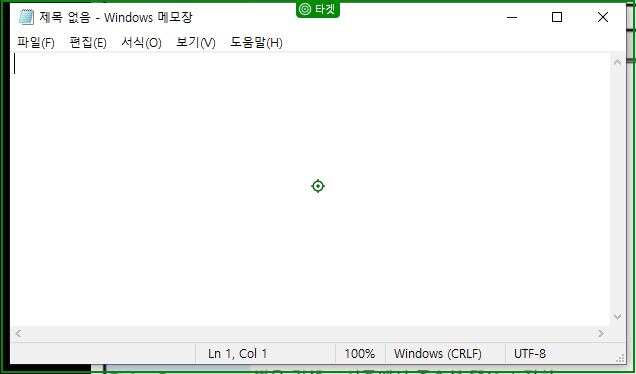 타겟
제목 없음 - Windows 메모장
파일(F) 편집(E) 서식(O) 보기(V) 도움말(H)
Ln 1, Col 1 100% Windows (CRLF) UTF-8